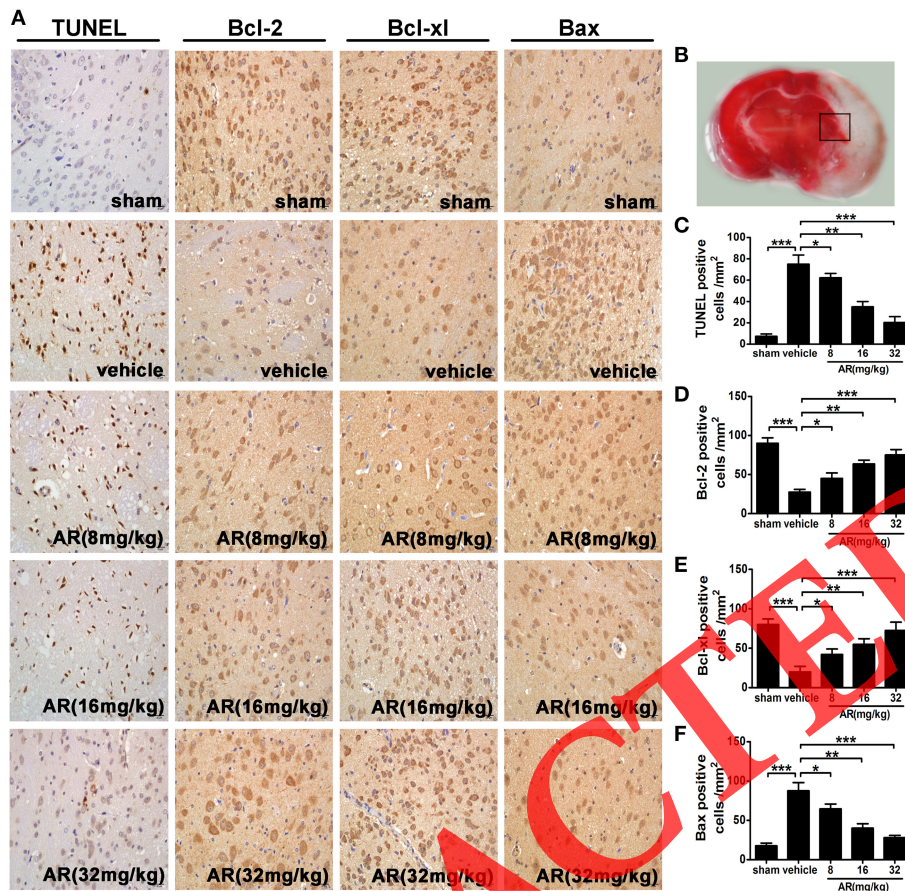 A
TUNEL Bcl-2 Bcl-xl Bax
sham sham sham sham
vehicle vehicle vehicle vehicle
AR(8mg/kg) AR(8mg/kg) AR(8mg/kg) AR(8mg/kg)
AR(16mg/kg) AR(16mg/kg) AR(16mg/kg) AR(16mg/kg)
AR(32mg/kg) AR(32mg/kg) AR(32mg/kg) AR(32mg/kg)
B
C
TUNEL positive
cells /mm2
100
80
60
40
20
0
***
**
*** *
sham vehicle 8 16 32
AR(mg/kg)
D
Bcl-2 positive
cells /mm2
150
100
50
0
***
**
*** *
sham vehicle 8 16 32
AR(mg/kg)
E
Bcl-xl positive
cells /mm2
150
100
50
0
***
**
*** *
sham vehicle 8 16 32
AR(mg/kg)
F
Bax positive
cells /mm2
150
100
50
0
***
**
*** *
sham vehicle 8 16 32
AR(mg/kg)
ACTE